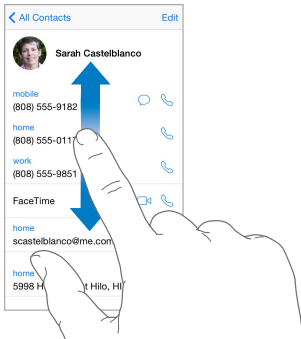 All Contacts Edit
Sarah Castelblanco
mobile
(808) 555-9182
home
(808) 555-011
work
(808) 555-9851
FaceTime
home
scastelblanco@me.com
home
5998 H t Hilo, HI